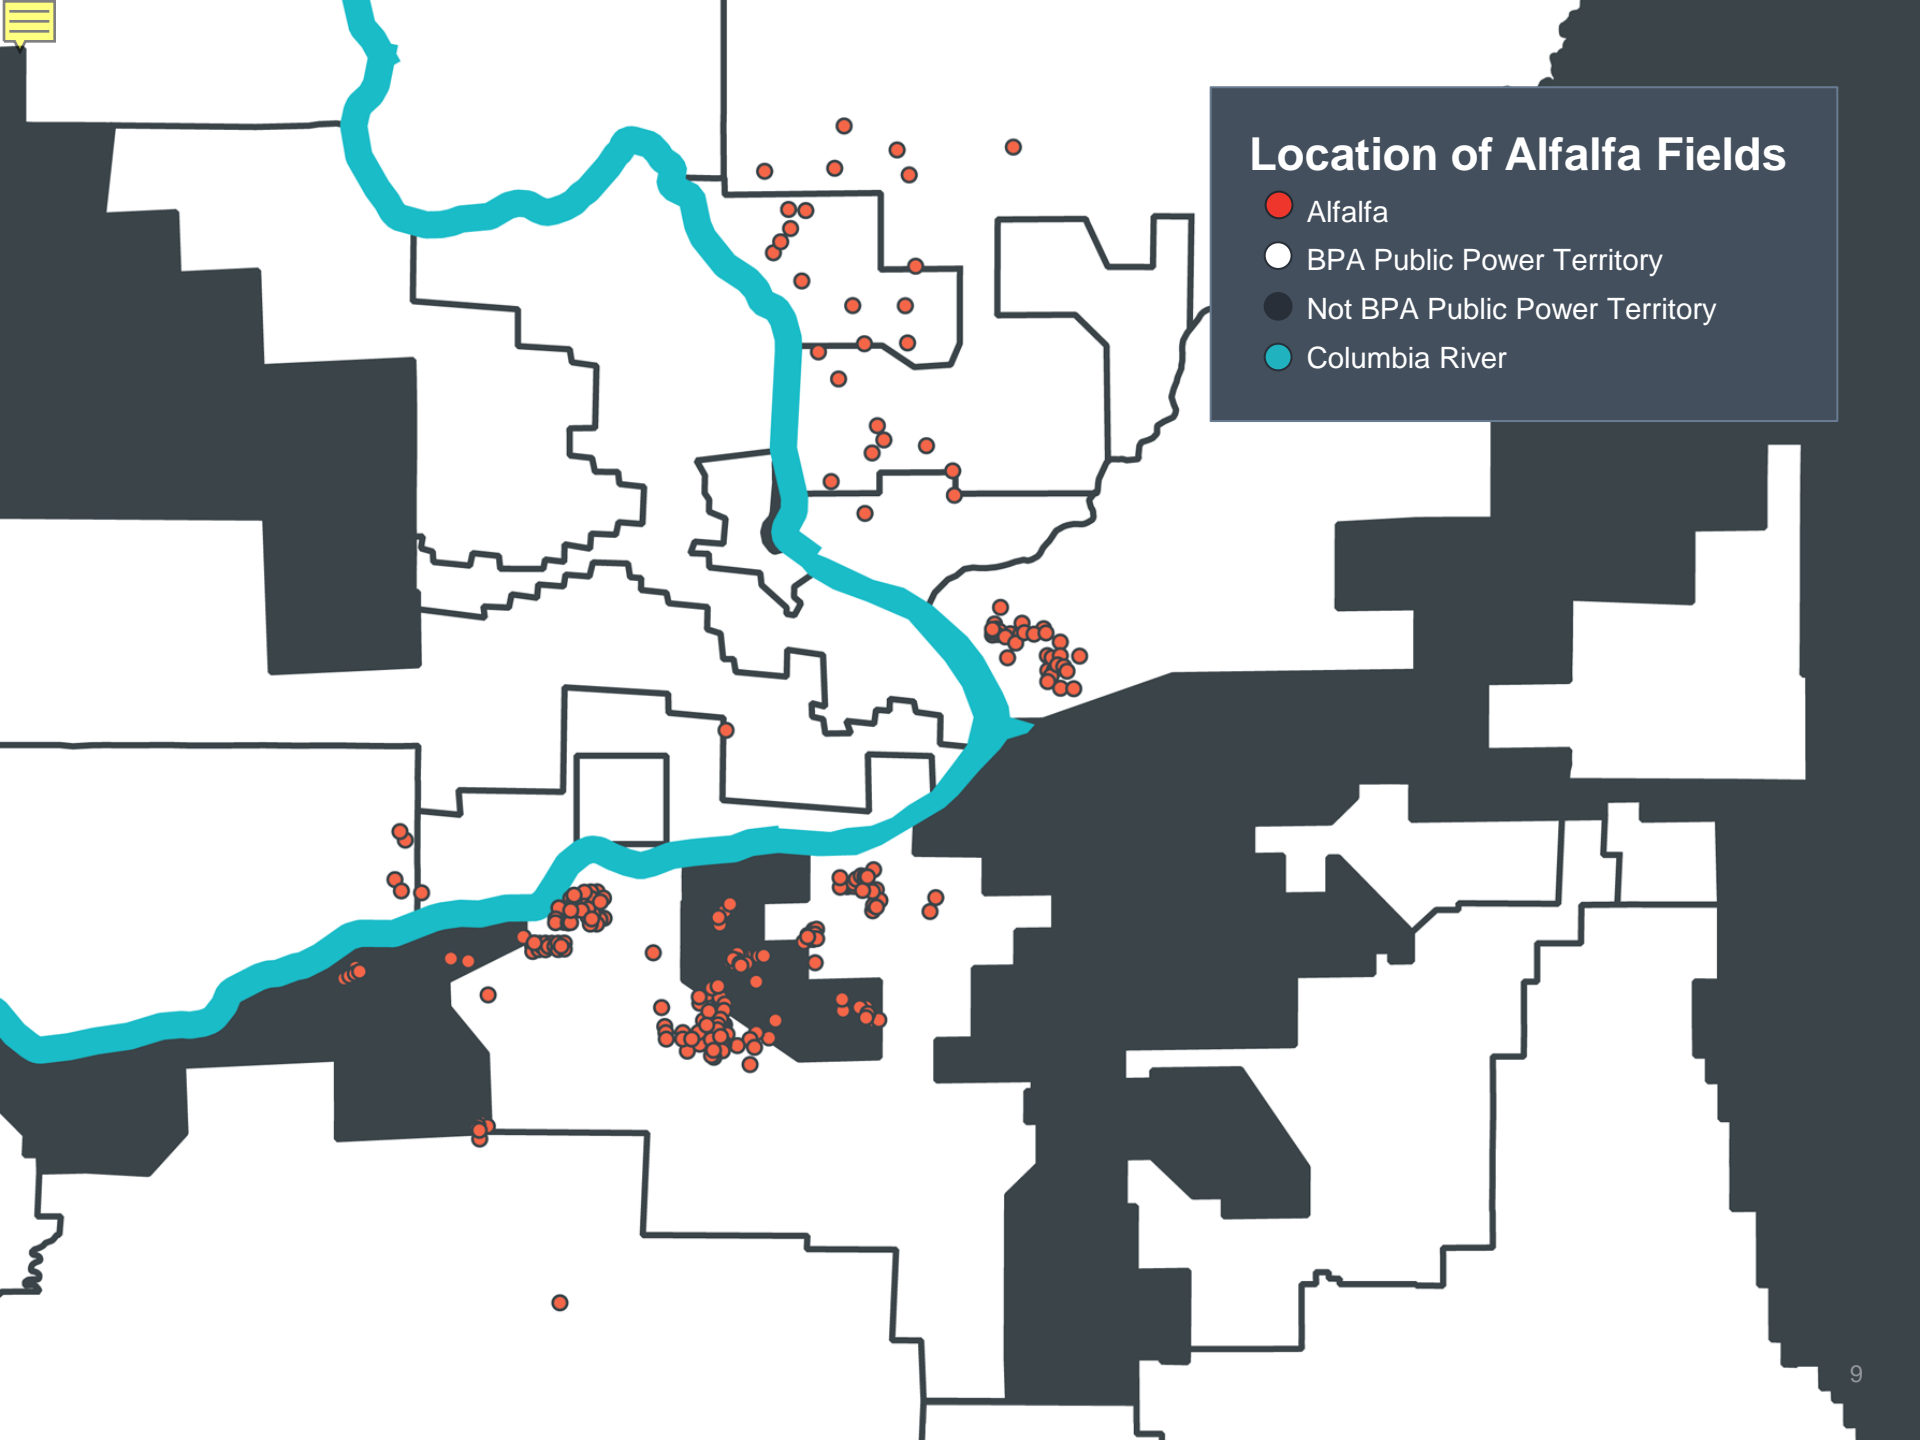 Location of Alfalfa Fields
Alfalfa
BPA Public Power Territory
Not BPA Public Power Territory
Columbia River
9